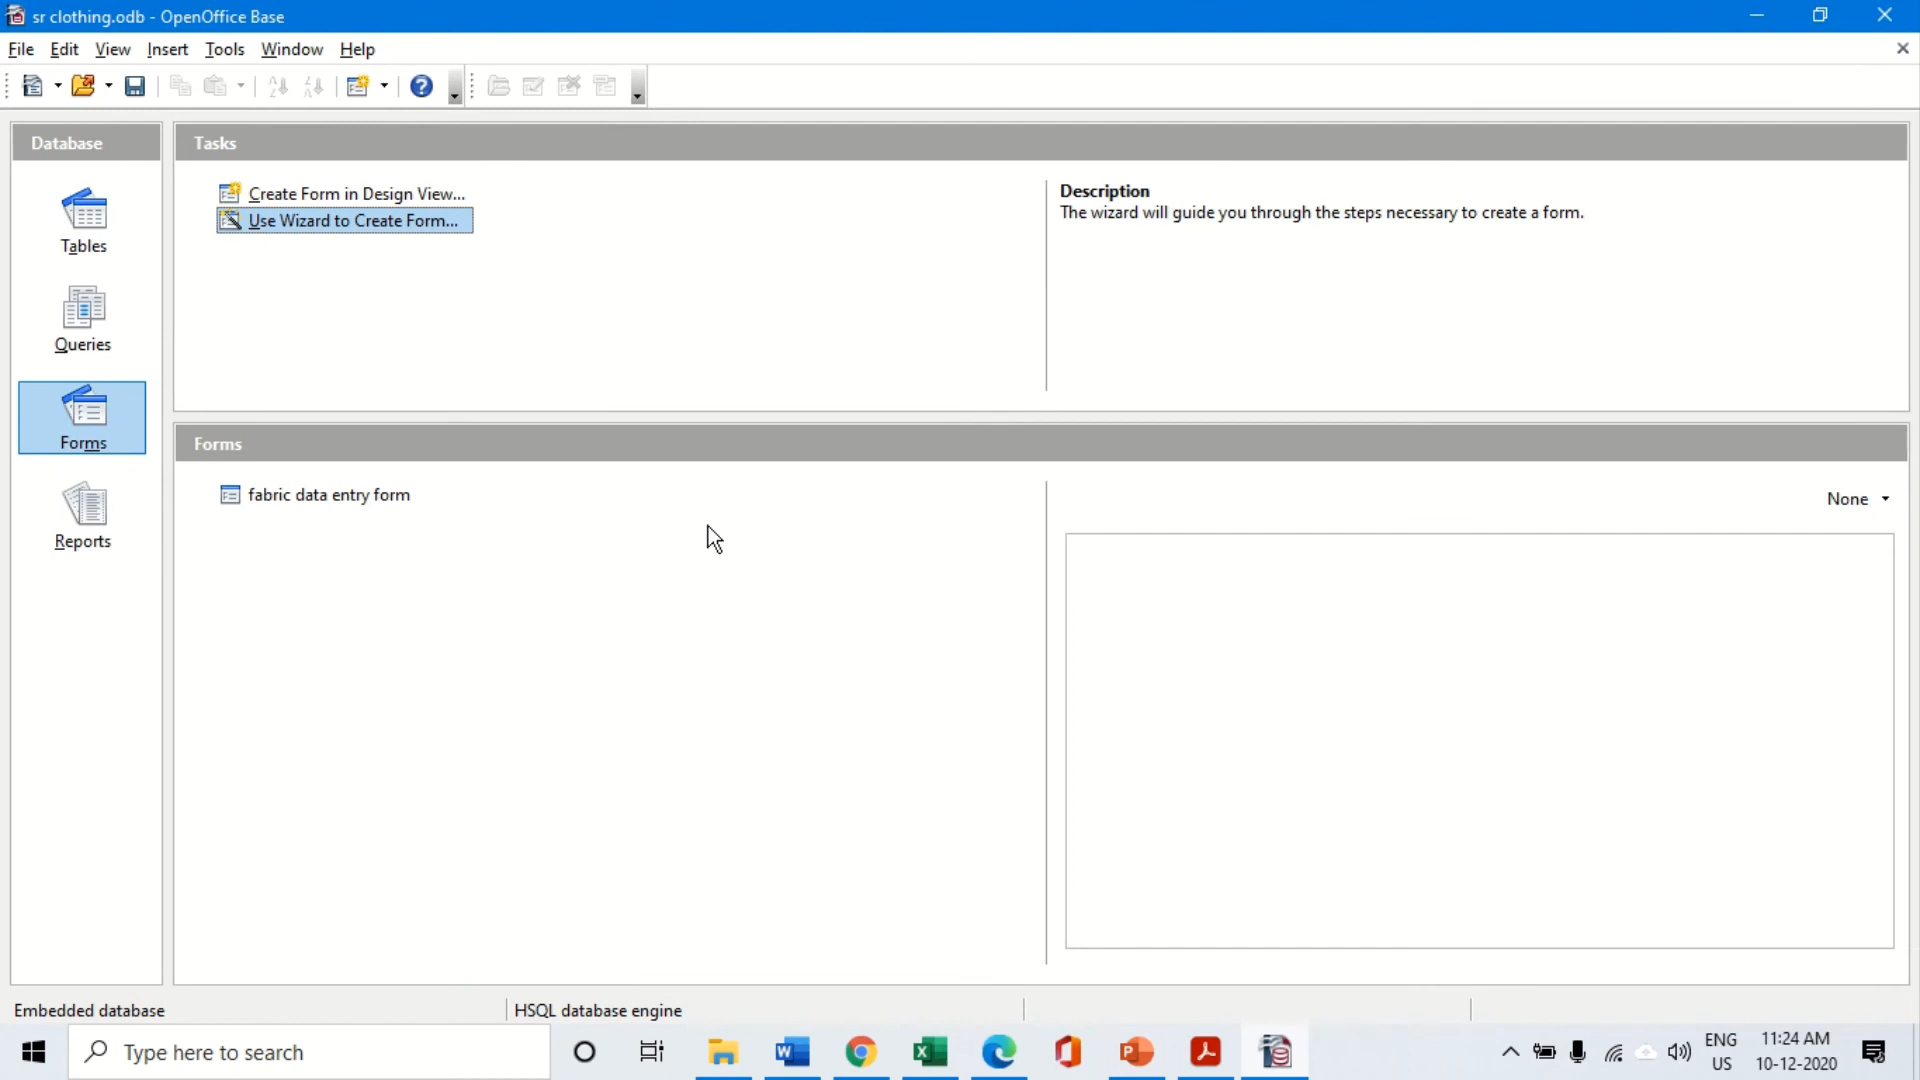 sr clothing.odb - OpenOffice Base
File Edit View Insert Tools Window Help
Database
Tasks
Create Form in Design View...
Use Wizard to Create Form...
Description
The wizard will guide you through the steps necessary to create a form.
Tables
Queries
Forms
Reports
Forms
fabric data entry form
None
Embedded database
HSQL database engine
Type here to search
ENG
US
11:24 AM
10-12-2020